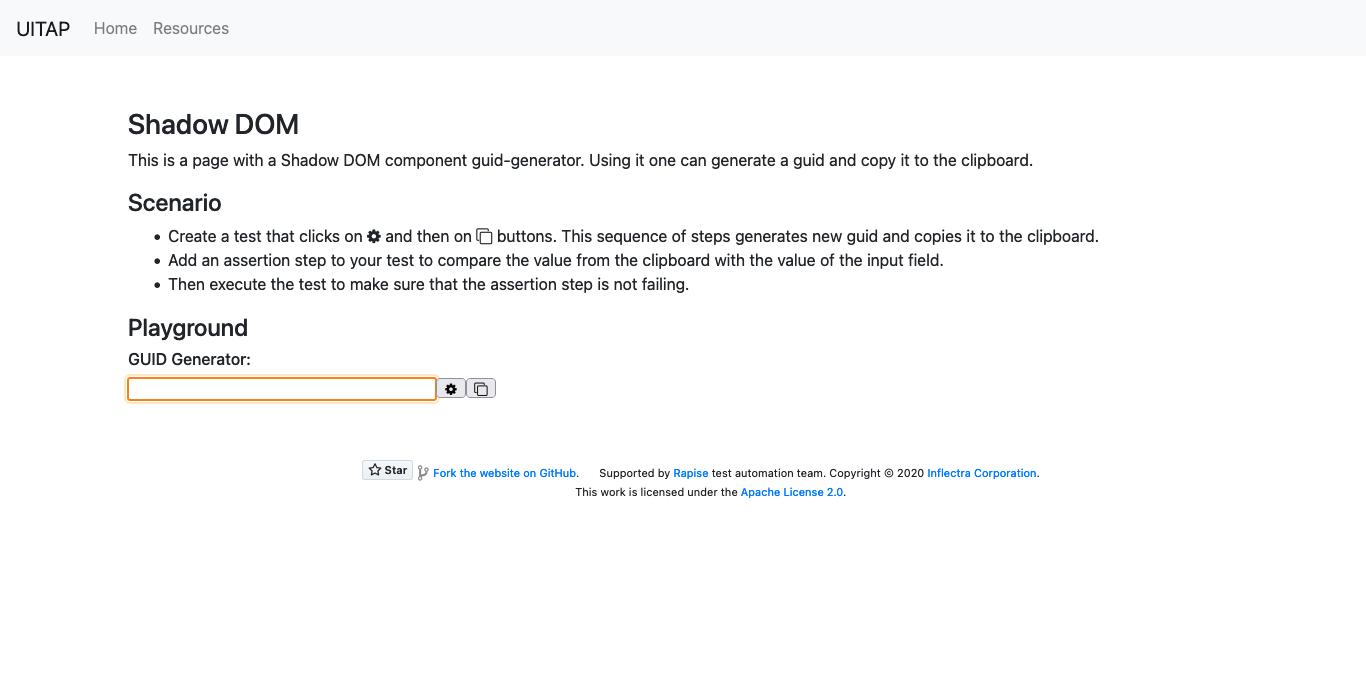 UITAP Home Resources
Shadow DOM
This is a page with a Shadow DOM component guid-generator. Using it one can generate a guid and copy it to the clipboard.
Scenario
• Create a test that clicks on and then on buttons. This sequence of steps generates new guid and copies it to the clipboard.
• Add an assertion step to your test to compare the value from the clipboard with the value of the input field.
• Then execute the test to make sure that the assertion step is not failing.
Playground
GUID Generator:
Star Fork the website on GitHub. Supported by Rapise test automation team. Copyright © 2020 Inflectra Corporation.
This work is licensed under the Apache License 2.0.